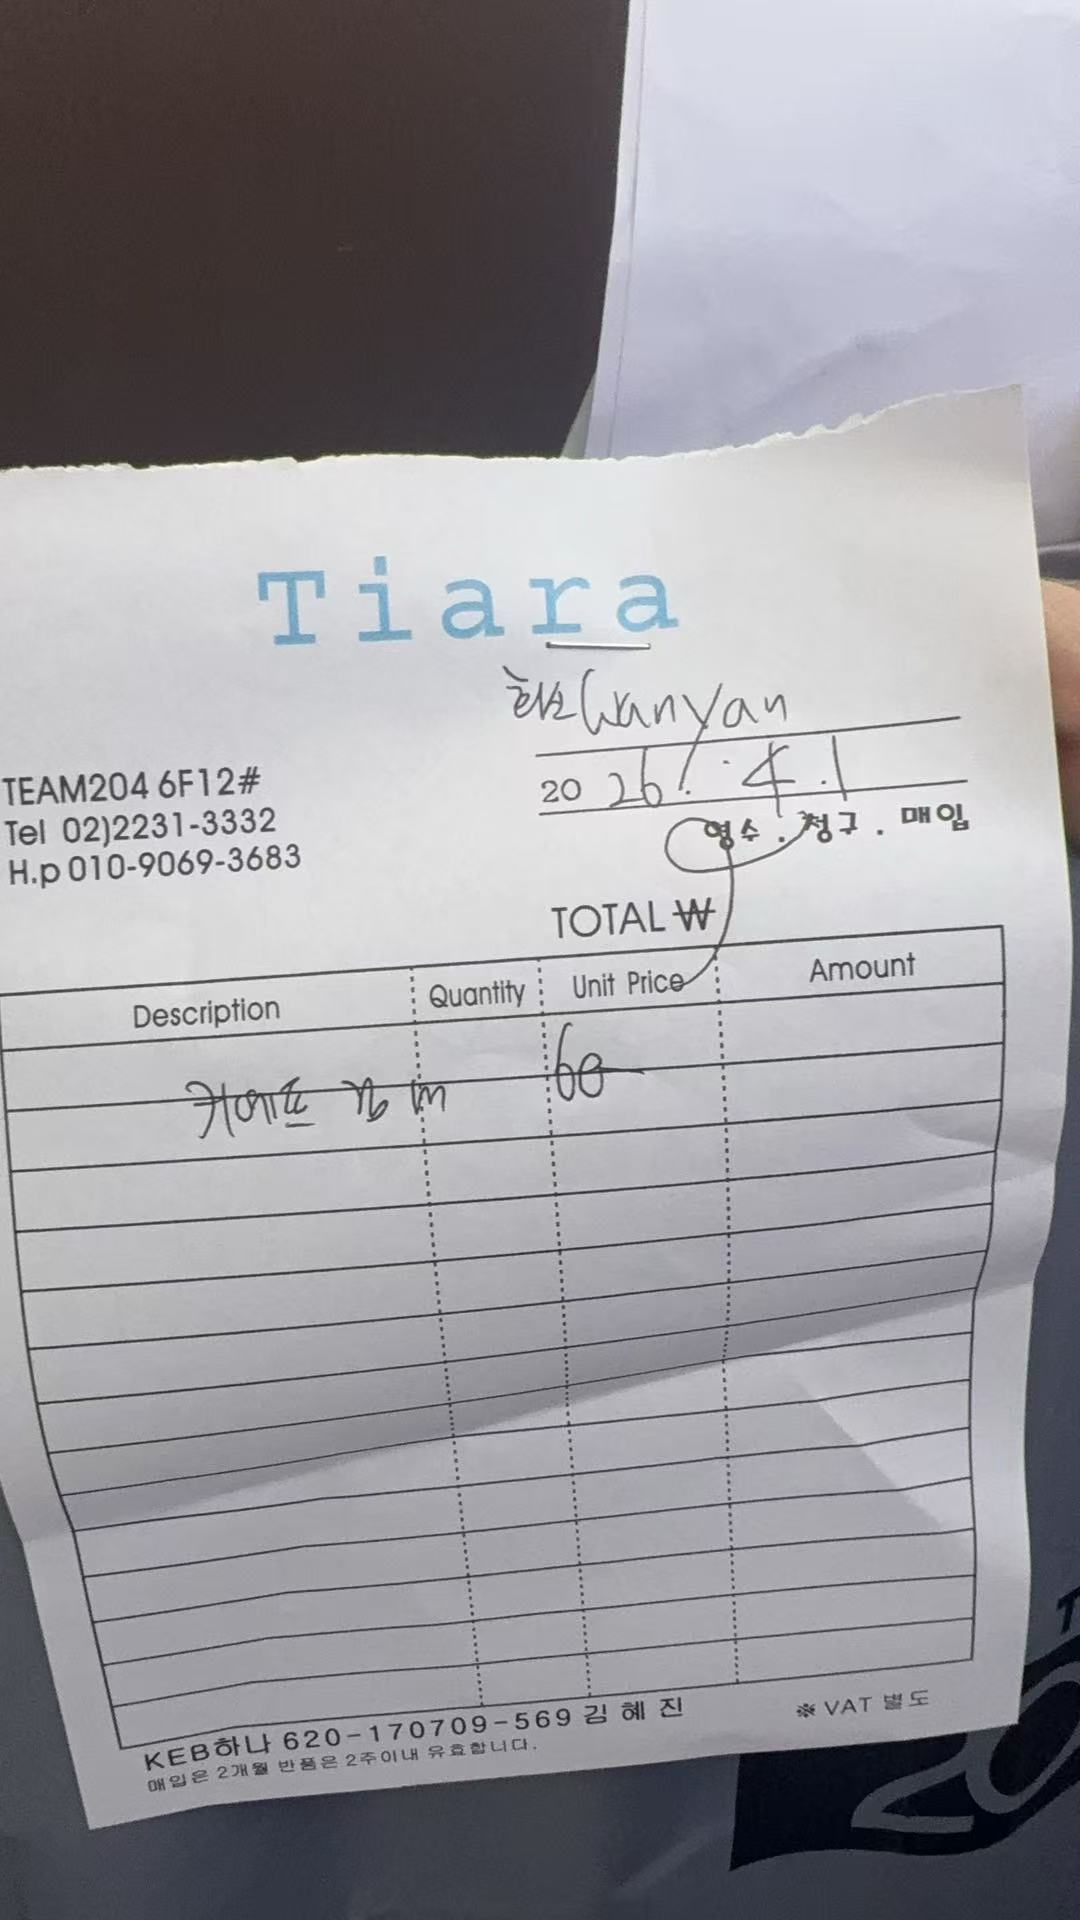 Tiara
Wanyan
TEAM204 6F12#
Tel 02)2231-3332
H.p 010-9069-3683
2026. 4.1
영수 . 청구 . 매입
TOTAL ₩
Description Quantity Unit Price Amount
m 60
KEB하나 620-170709-569 김혜진
※ VAT 별도
매입은 2개월 반품은 2주이내 유효합니다.